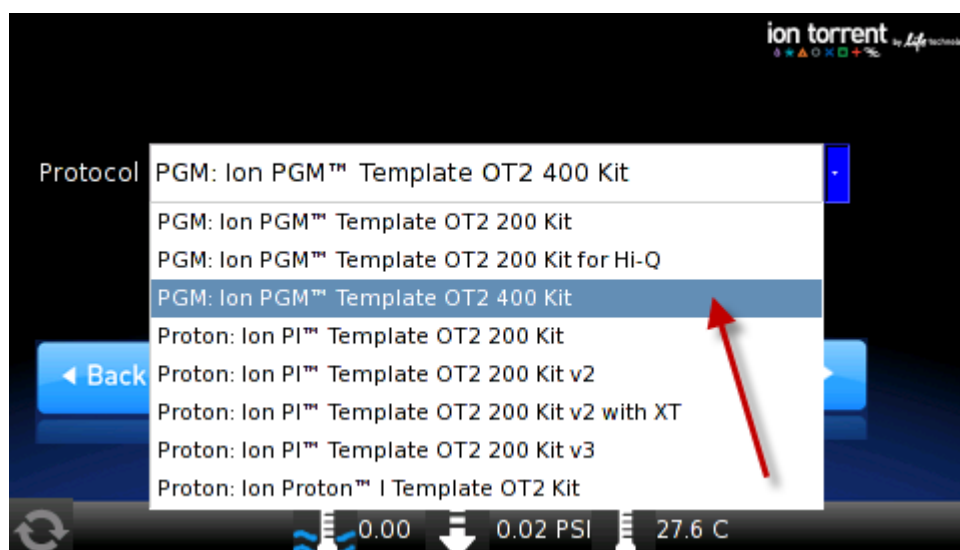 ion torrent
by Life technolo
Protocol PGM: Ion PGM™ Template OT2 400 Kit
PGM: Ion PGM™ Template OT2 200 Kit
PGM: Ion PGM™ Template OT2 200 Kit for Hi-Q
PGM: Ion PGM™ Template OT2 400 Kit
Proton: Ion PI™ Template OT2 200 Kit
Proton: Ion PI™ Template OT2 200 Kit v2
Proton: Ion PI™ Template OT2 200 Kit v2 with XT
Proton: Ion PI™ Template OT2 200 Kit v3
Proton: Ion Proton™ I Template OT2 Kit
Back
0.00 0.02 PSI 27.6 C